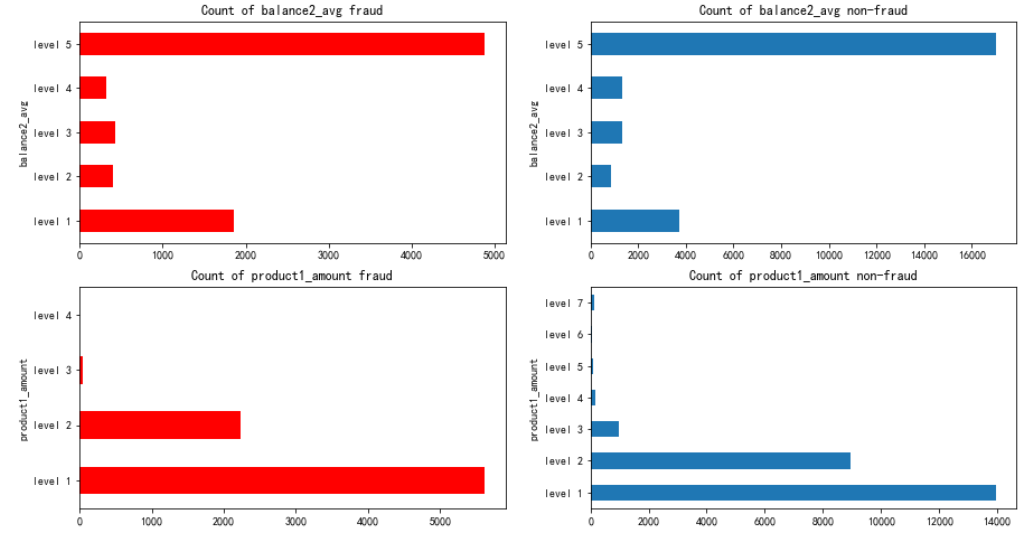 Count of balance2_avg fraud
balance2_avg
level 5
level 4
level 3
level 2
level 1
0 1000 2000 3000 4000 5000
Count of balance2_avg non-fraud
balance2_avg
level 5
level 4
level 3
level 2
level 1
0 2000 4000 6000 8000 10000 12000 14000 16000
Count of product1_amount fraud
product1_amount
level 4
level 3
level 2
level 1
0 1000 2000 3000 4000 5000
Count of product1_amount non-fraud
product1_amount
level 7
level 6
level 5
level 4
level 3
level 2
level 1
0 2000 4000 6000 8000 10000 12000 14000